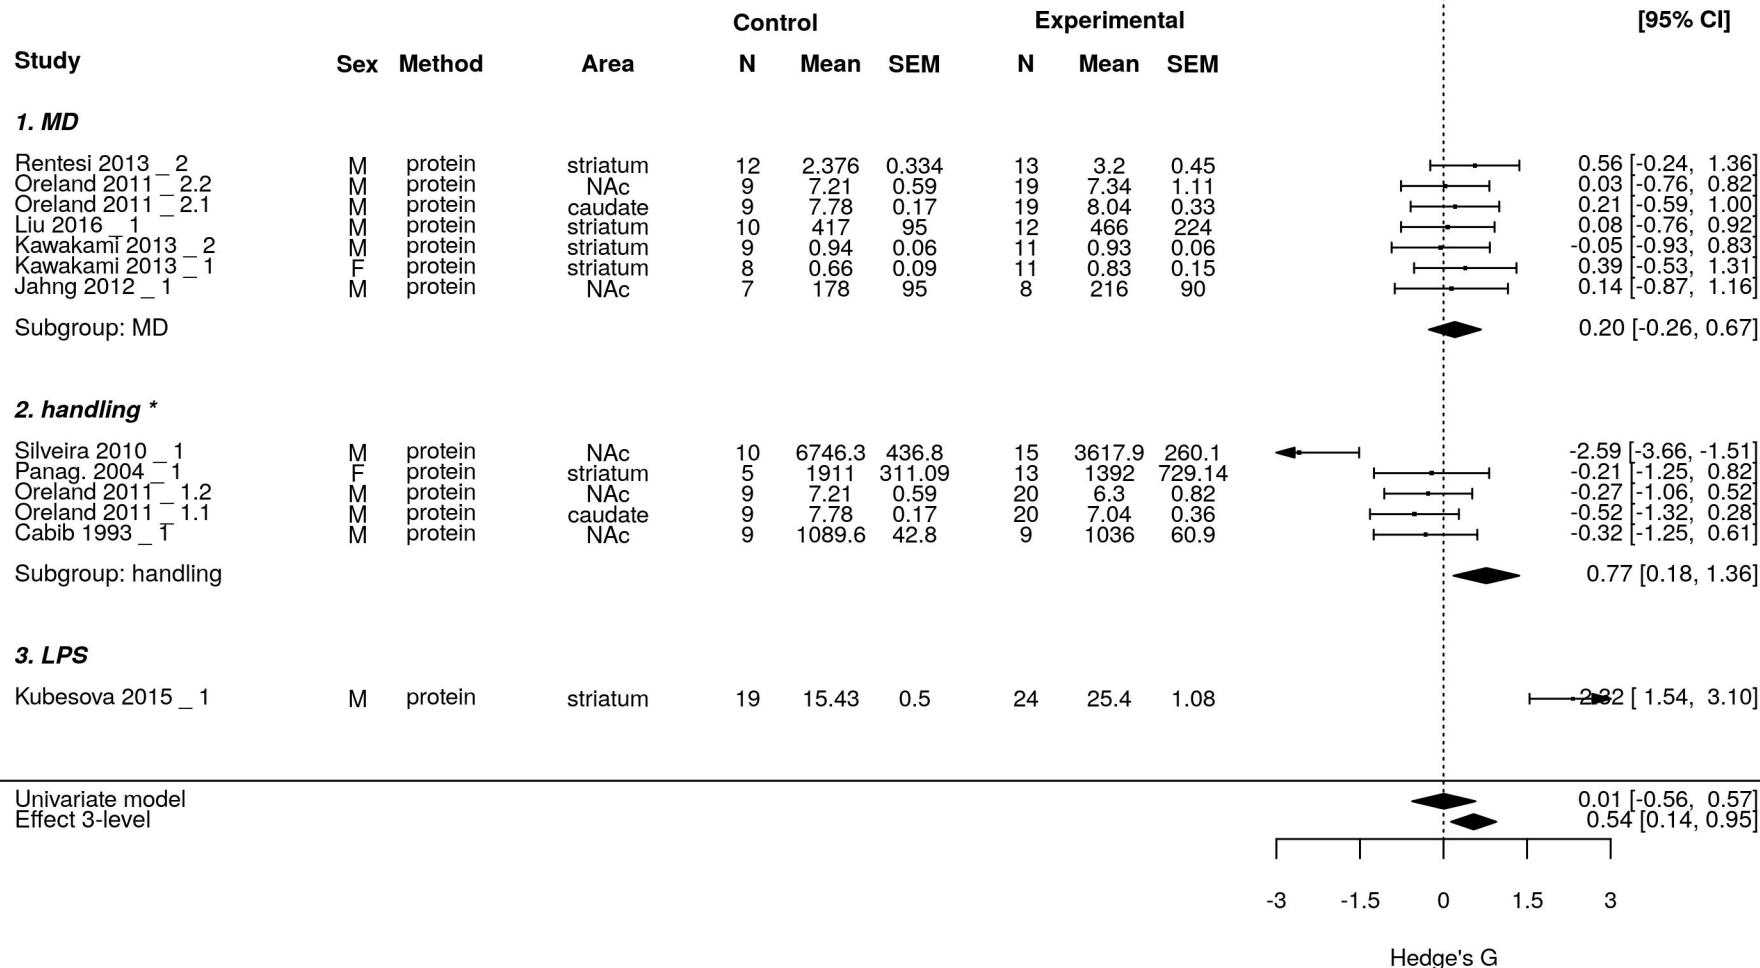 Control Experimental [95% CI]
Study Sex Method Area N Mean SEM N Mean SEM
1. MD
Rentesi 2013 _ 2 M protein striatum 12 2.376 0.334 13 3.2 0.45 0.56 [-0.24, 1.36]
Oreland 2011 _ 2.2 M protein NAc 9 7.21 0.59 19 7.34 1.11 0.03 [-0.76, 0.82]
Oreland 2011 _ 2.1 M protein caudate 9 7.78 0.17 19 8.04 0.33 0.21 [-0.59, 1.00]
Liu 2016 _ 1 M protein striatum 10 417 95 12 466 224 0.08 [-0.76, 0.92]
Kawakami 2013 _ 2 M protein striatum 9 0.94 0.06 11 0.93 0.06 -0.05 [-0.93, 0.83]
Kawakami 2013 _ 1 F protein striatum 8 0.66 0.09 11 0.83 0.15 0.39 [-0.53, 1.31]
Jahng 2012 _ 1 M protein NAc 7 178 95 8 216 90 0.14 [-0.87, 1.16]
Subgroup: MD 0.20 [-0.26, 0.67]
2. handling *
Silveira 2010 _ 1 M protein NAc 10 6746.3 436.8 15 3617.9 260.1 -2.59 [-3.66, -1.51]
Panag. 2004 _ 1 F protein striatum 5 1911 311.09 13 1392 729.14 -0.21 [-1.25, 0.82]
Oreland 2011 _ 1.2 M protein NAc 9 7.21 0.59 20 6.3 0.82 -0.27 [-1.06, 0.52]
Oreland 2011 _ 1.1 M protein caudate 9 7.78 0.17 20 7.04 0.36 -0.52 [-1.32, 0.28]
Cabib 1993 _ 1 M protein NAc 9 1089.6 42.8 9 1036 60.9 -0.32 [-1.25, 0.61]
Subgroup: handling 0.77 [0.18, 1.36]
3. LPS
Kubesova 2015 _ 1 M protein striatum 19 15.43 0.5 24 25.4 1.08 2.32 [ 1.54, 3.10]
Univariate model 0.01 [-0.56, 0.57]
Effect 3-level 0.54 [0.14, 0.95]
-3 -1.5 0 1.5 3
Hedge's G